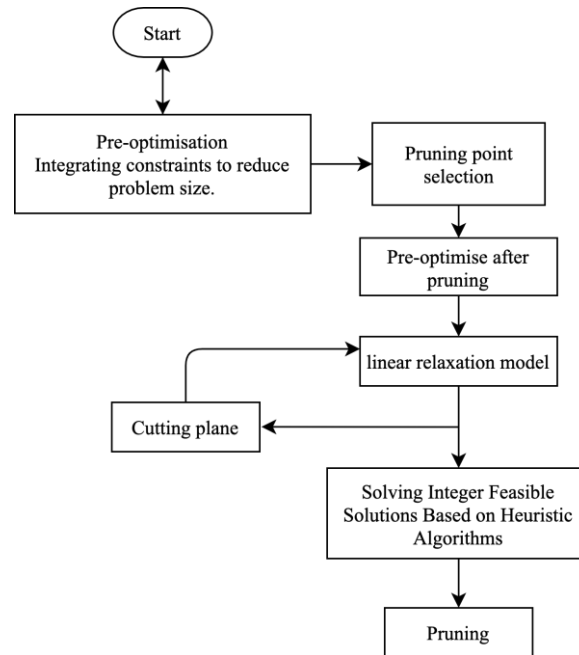 Start
Pre-optimisation
Integrating constraints to reduce
problem size.
Pruning point
selection
Pre-optimise after
pruning
linear relaxation model
Cutting plane
Solving Integer Feasible
Solutions Based on Heuristic
Algorithms
Pruning